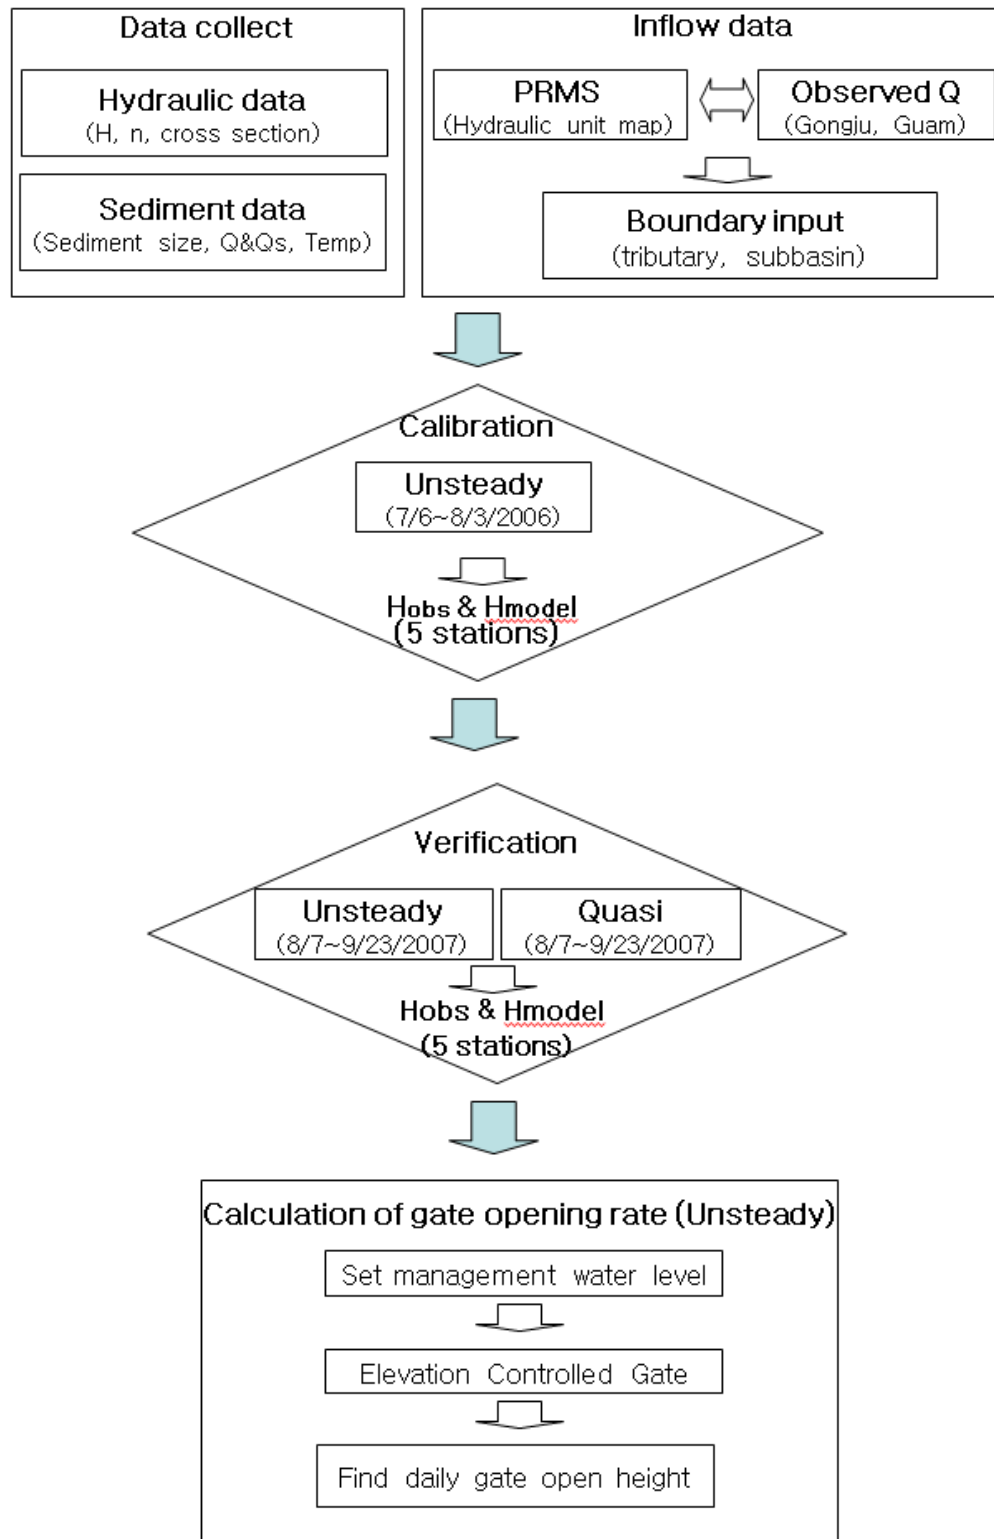 Data collect
Hydraulic data
(H, n, cross section)
Sediment data
(Sediment size, Q&Qs, Temp)
Inflow data
PRMS
(Hydraulic unit map)
Observed Q
(Gongju, Guam)
Boundary input
(tributary, subbasin)
Calibration
Unsteady
(7/6~8/3/2006)
Hobs & Hmodel
(5 stations)
Verification
Unsteady
(8/7~9/23/2007)
Quasi
(8/7~9/23/2007)
Hobs & Hmodel
(5 stations)
Calculation of gate opening rate (Unsteady)
Set management water level
Elevation Controlled Gate
Find daily gate open height